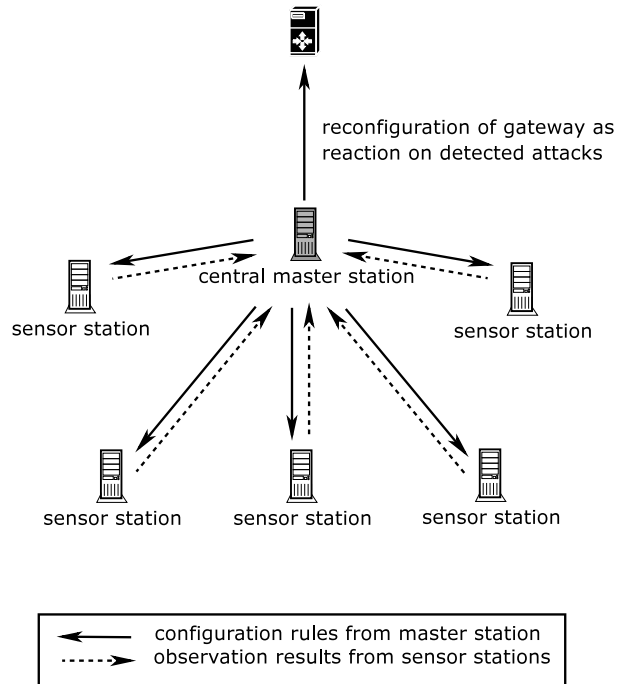 reconfiguration of gateway as
reaction on detected attacks
central master station
sensor station
sensor station
sensor station
sensor station
sensor station
configuration rules from master station
observation results from sensor stations